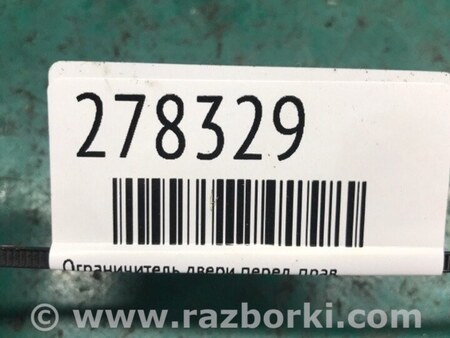 278329
Ограничитель двери перед. прав.
© www.razborki.com